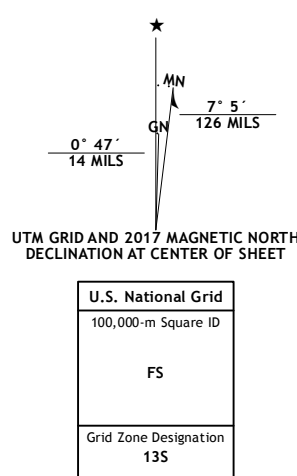 MN
GN
7° 5´
126 MILS
0° 47´
14 MILS
UTM GRID AND 2017 MAGNETIC NORTH
DECLINATION AT CENTER OF SHEET
U.S. National Grid
100,000-m Square ID
FS
Grid Zone Designation
13S